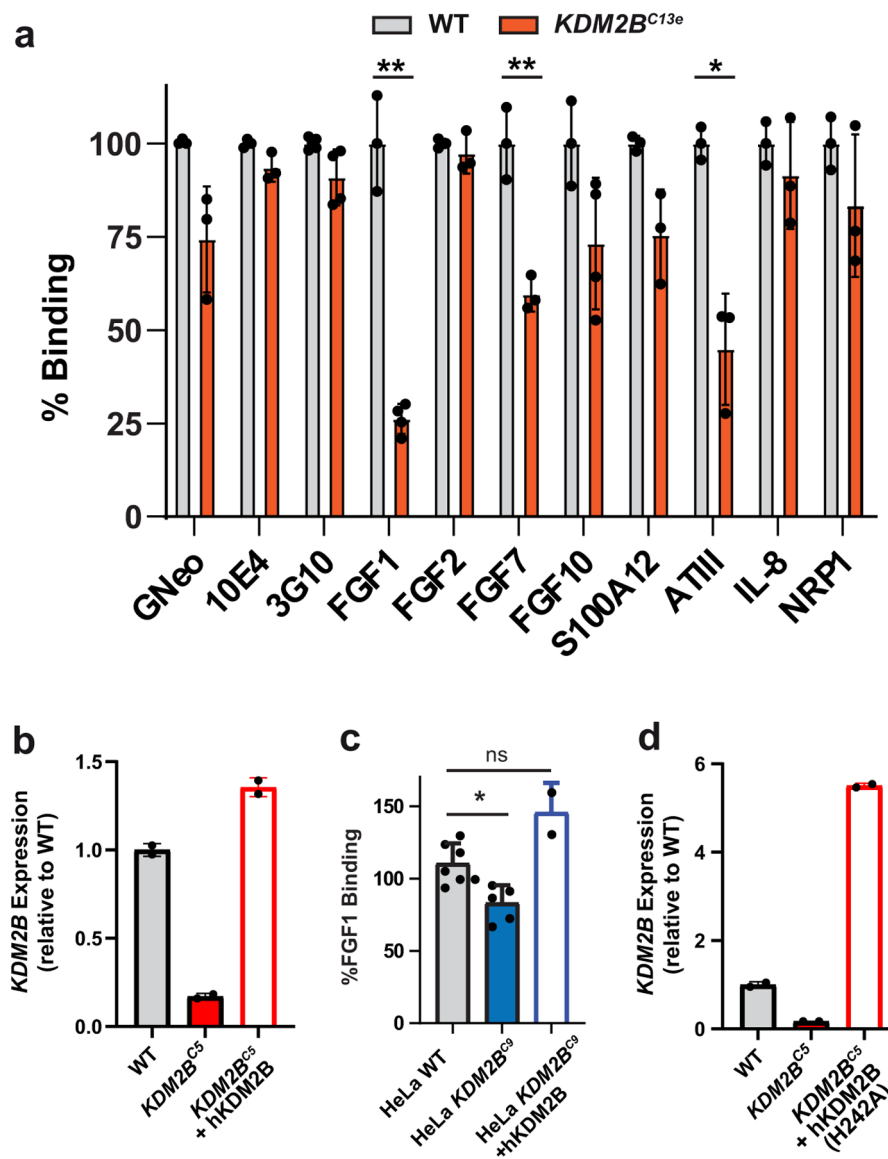 a
WT KDM2B^C13e
** ** *
% Binding
100
75
50
25
0
GNeo 10E4 3G10 FGF1 FGF2 FGF7 FGF10 S100A12 ATIII IL-8 NRP1
b
KDM2B Expression
(relative to WT)
1.5
1.0
0.5
0.0
WT
KDM2B^C5
KDM2B^C5
+ hKDM2B
c
ns
*
%FGF1 Binding
150
100
50
0
HeLa WT
HeLa KDM2B^C9
HeLa KDM2B^C9
+hKDM2B
d
KDM2B Expression
(relative to WT)
6
4
2
0
WT
KDM2B^C5
KDM2B^C5
+ hKDM2B
(H242A)